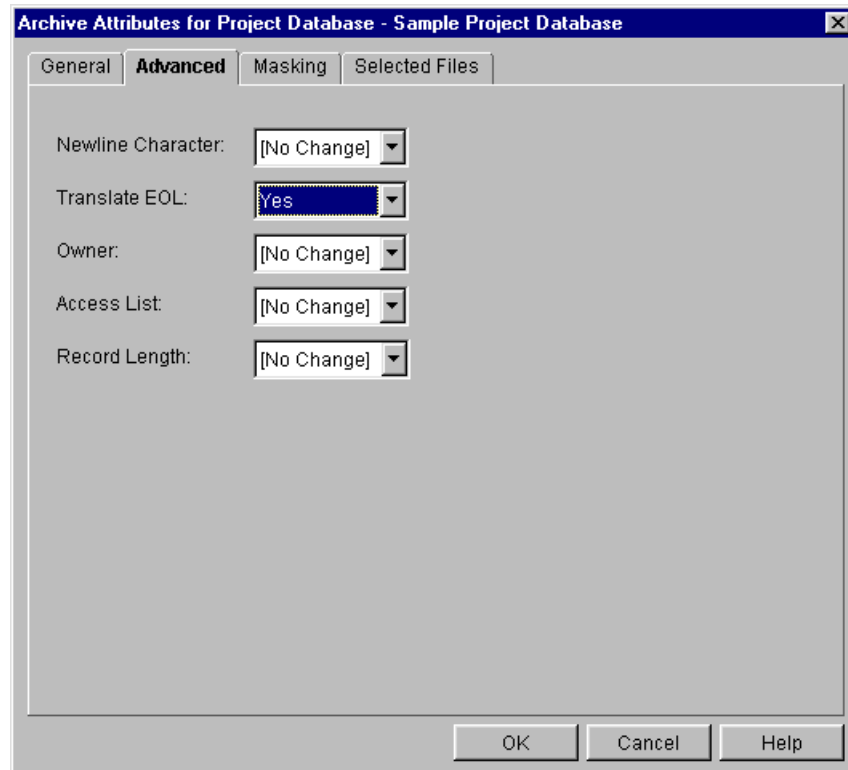 Archive Attributes for Project Database - Sample Project Database
General Advanced Masking Selected Files
Newline Character: [No Change]
Translate EOL: Yes
Owner: [No Change]
Access List: [No Change]
Record Length: [No Change]
OK Cancel Help